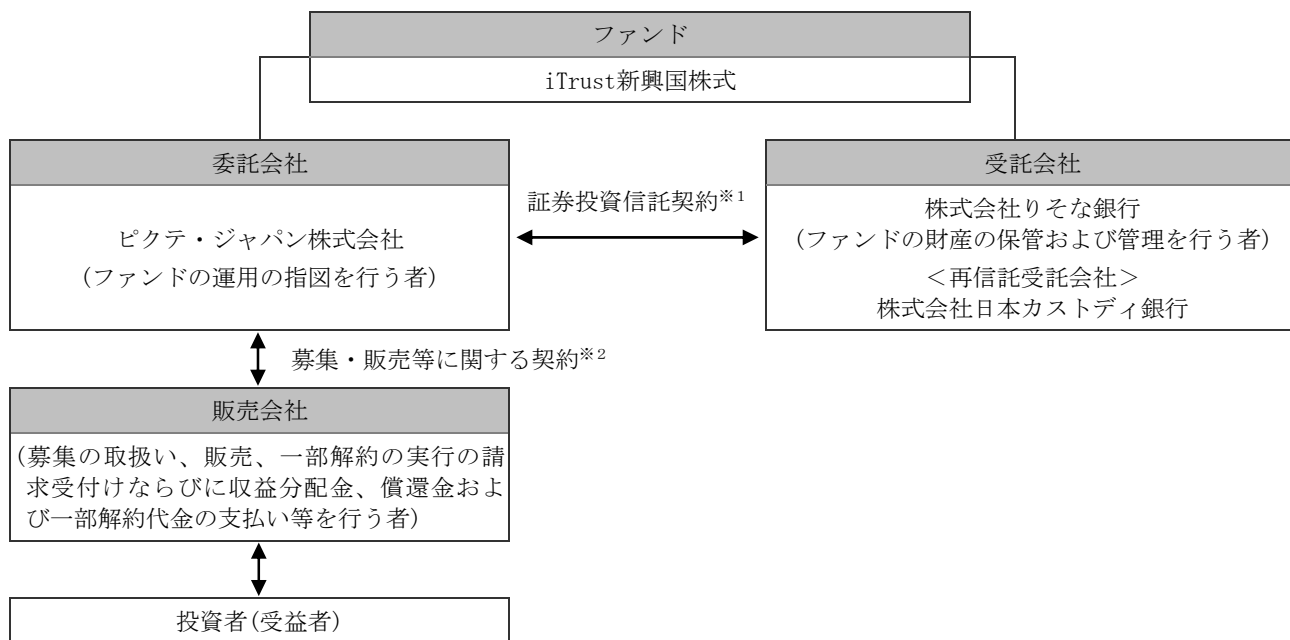 ファンド
iTrust新興国株式
委託会社
ピクテ・ジャパン株式会社
(ファンドの運用の指図を行う者)
証券投資信託契約※1
受託会社
株式会社りそな銀行
(ファンドの財産の保管および管理を行う者)
＜再信託受託会社＞
株式会社日本カストディ銀行
募集・販売等に関する契約※2
販売会社
(募集の取扱い、販売、一部解約の実行の請
求受付けならびに収益分配金、償還金およ
び一部解約代金の支払い等を行う者)
投資者(受益者)